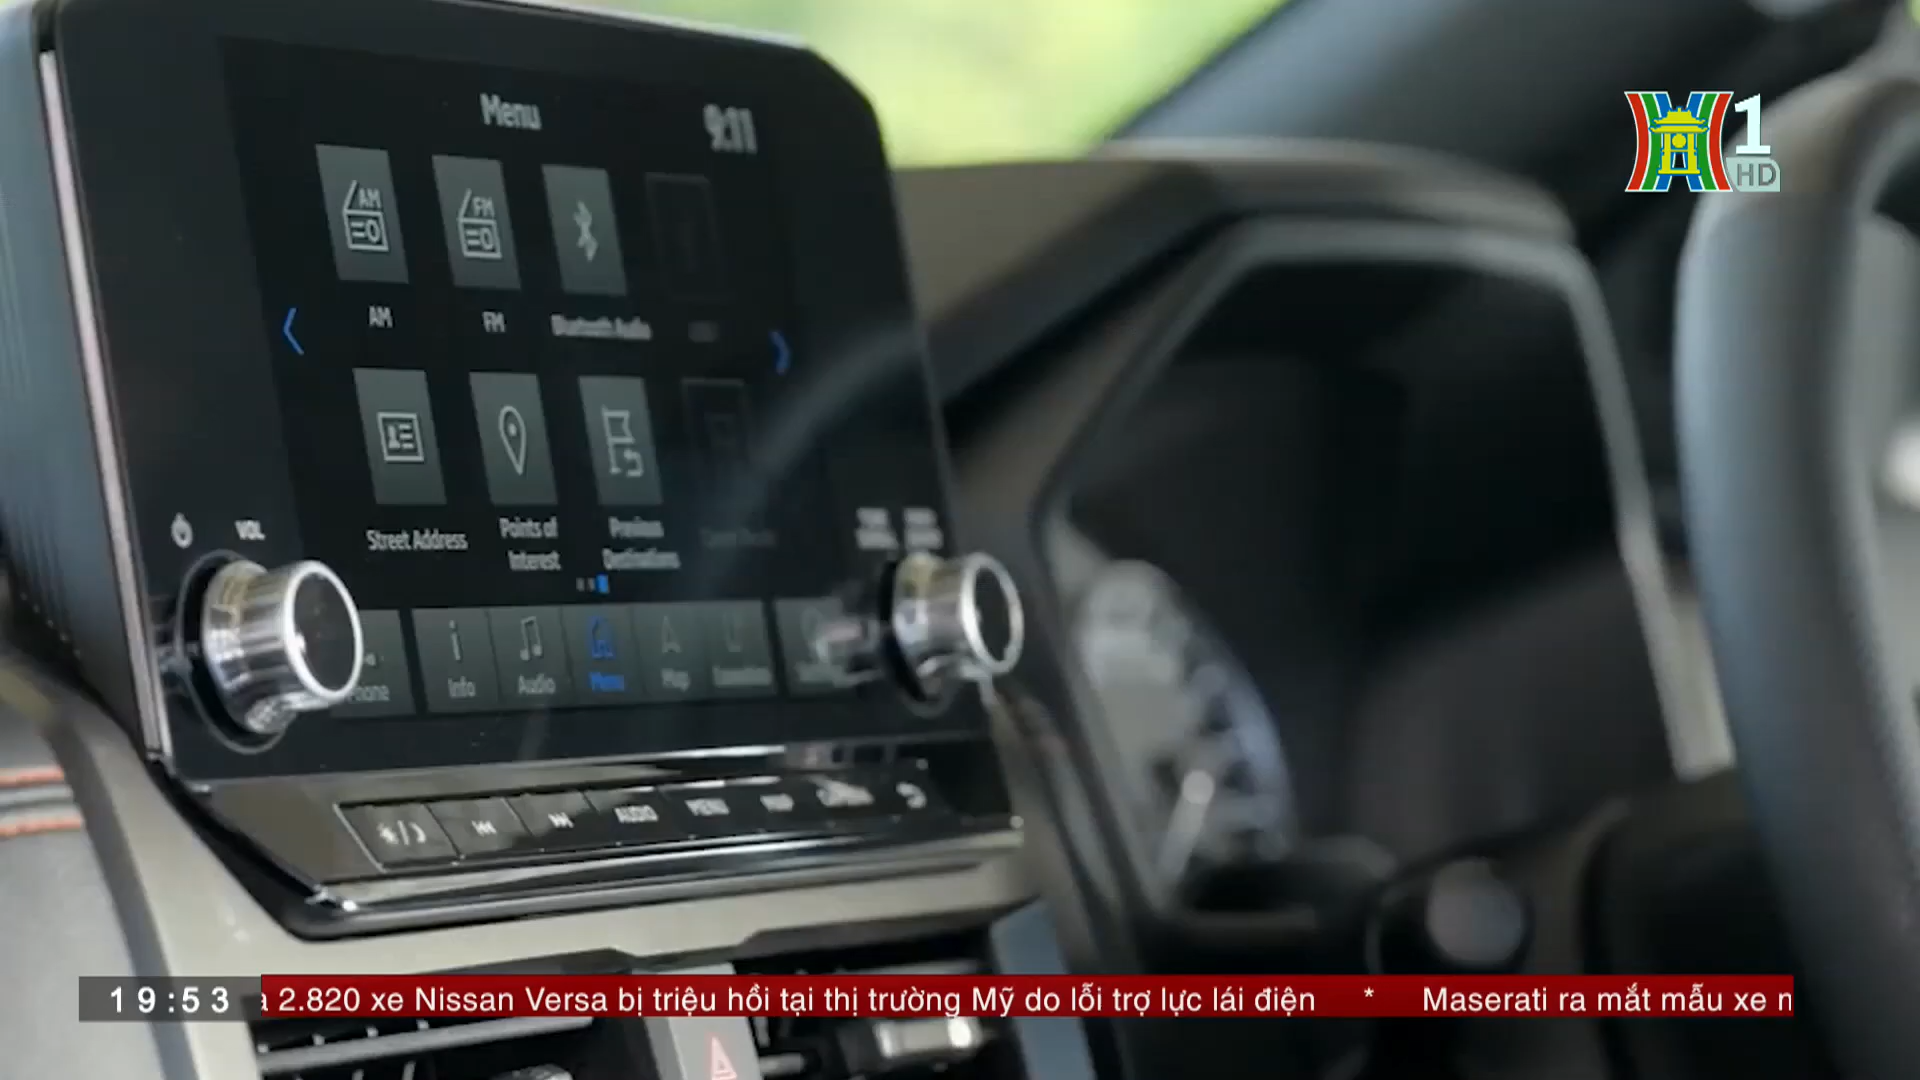 Menu
9:11
1
HD
AM
FM
AM
FM
Bluetooth Audio
Street Address
Points of
Interest
Previous
Destinations
VOL
Info
Audio
Menu
Map
AUDIO
MENU
MAP
19:53
2.820 xe Nissan Versa bị triệu hồi tại thị trường Mỹ do lỗi trợ lực lái điện * Maserati ra mắt mẫu xe